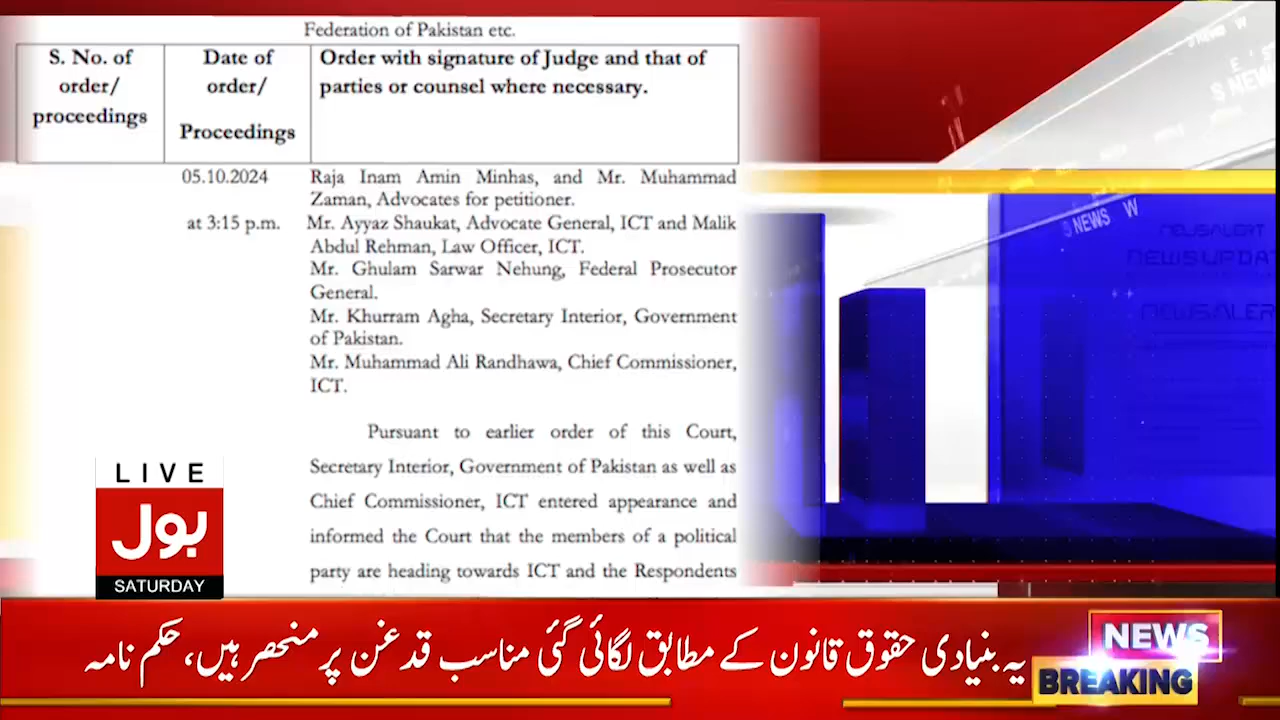 Federation of Pakistan etc.
S. No. of
order/
proceedings
Date of
order/
Proceedings
Order with signature of Judge and that of
parties or counsel where necessary.
05.10.2024
at 3:15 p.m.
Raja Inam Amin Minhas, and Mr. Muhammad
Zaman, Advocates for petitioner.
Mr. Ayyaz Shaukat, Advocate General, ICT and Malik
Abdul Rehman, Law Officer, ICT.
Mr. Ghulam Sarwar Nehung, Federal Prosecutor
General.
Mr. Khurram Agha, Secretary Interior, Government
of Pakistan.
Mr. Muhammad Ali Randhawa, Chief Commissioner,
ICT.
Pursuant to earlier order of this Court,
Secretary Interior, Government of Pakistan as well as
Chief Commissioner, ICT entered appearance and
informed the Court that the members of a political
party are heading towards ICT and the Respondents
S NEWS
S NEWS W
NEWSALERT
NEWSUPDAT
NEWSALER
LIVE
بول
SATURDAY
یہ بنیادی حقوق قانون کے مطابق لگائی گئی مناسب قدغن پر منحصر ہیں، حکم نامہ
NEWS
BREAKING